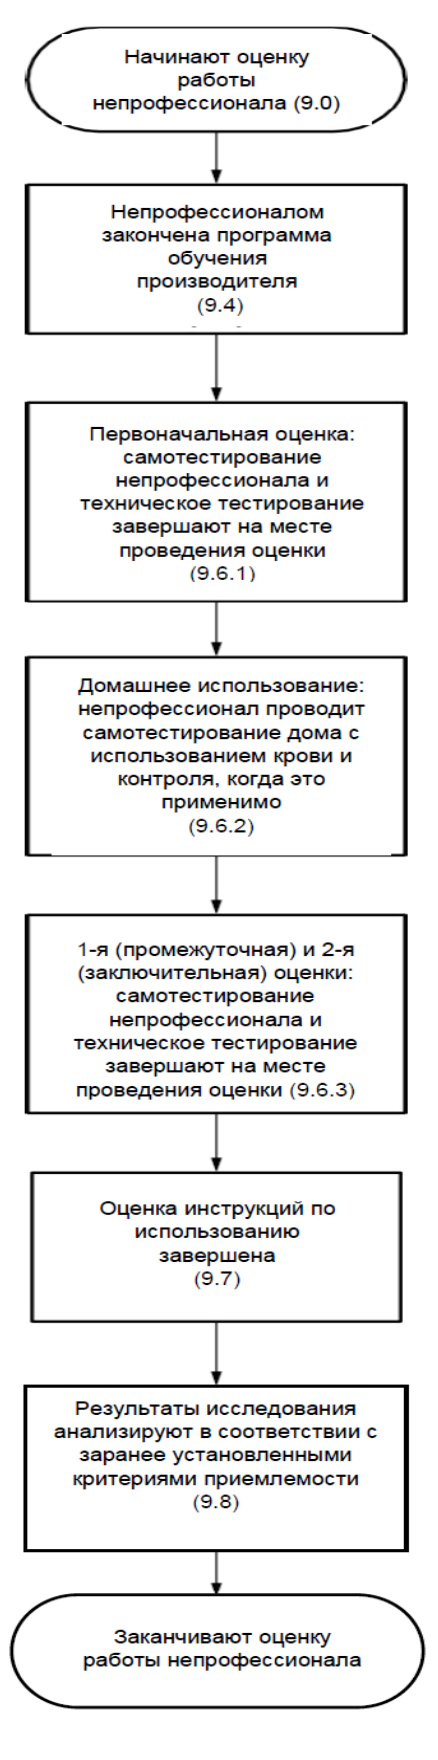 Начинают оценку
работы
непрофессионала (9.0)
Непрофессионалом
закончена программа
обучения
производителя
(9.4)
Первоначальная оценка:
самотестирование
непрофессионала и
техническое тестирование
завершают на месте
проведения оценки
(9.6.1)
Домашнее использование:
непрофессионал проводит
самотестирование дома с
использованием крови и
контроля, когда это
применимо
(9.6.2)
1-я (промежуточная) и 2-я
(заключительная) оценки:
самотестирование
непрофессионала и
техническое тестирование
завершают на месте
проведения оценки (9.6.3)
Оценка инструкций по
использованию
завершена
(9.7)
Результаты исследования
анализируют в соответствии с
заранее установленными
критериями приемлемости
(9.8)
Заканчивают оценку
работы непрофессионала